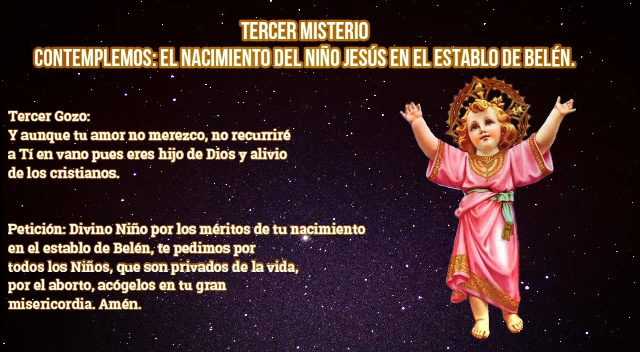 TERCER MISTERIO
CONTEMPLEMOS: EL NACIMIENTO DEL NIÑO JESÚS EN EL ESTABLO DE BELÉN.
Tercer Gozo:
Y aunque tu amor no merezco, no recurriré
a Tí en vano pues eres hijo de Dios y alivio
de los cristianos.
Petición: Divino Niño por los méritos de tu nacimiento
en el establo de Belén, te pedimos por
todos los Niños, que son privados de la vida,
por el aborto, acógelos en tu gran
misericordia. Amén.